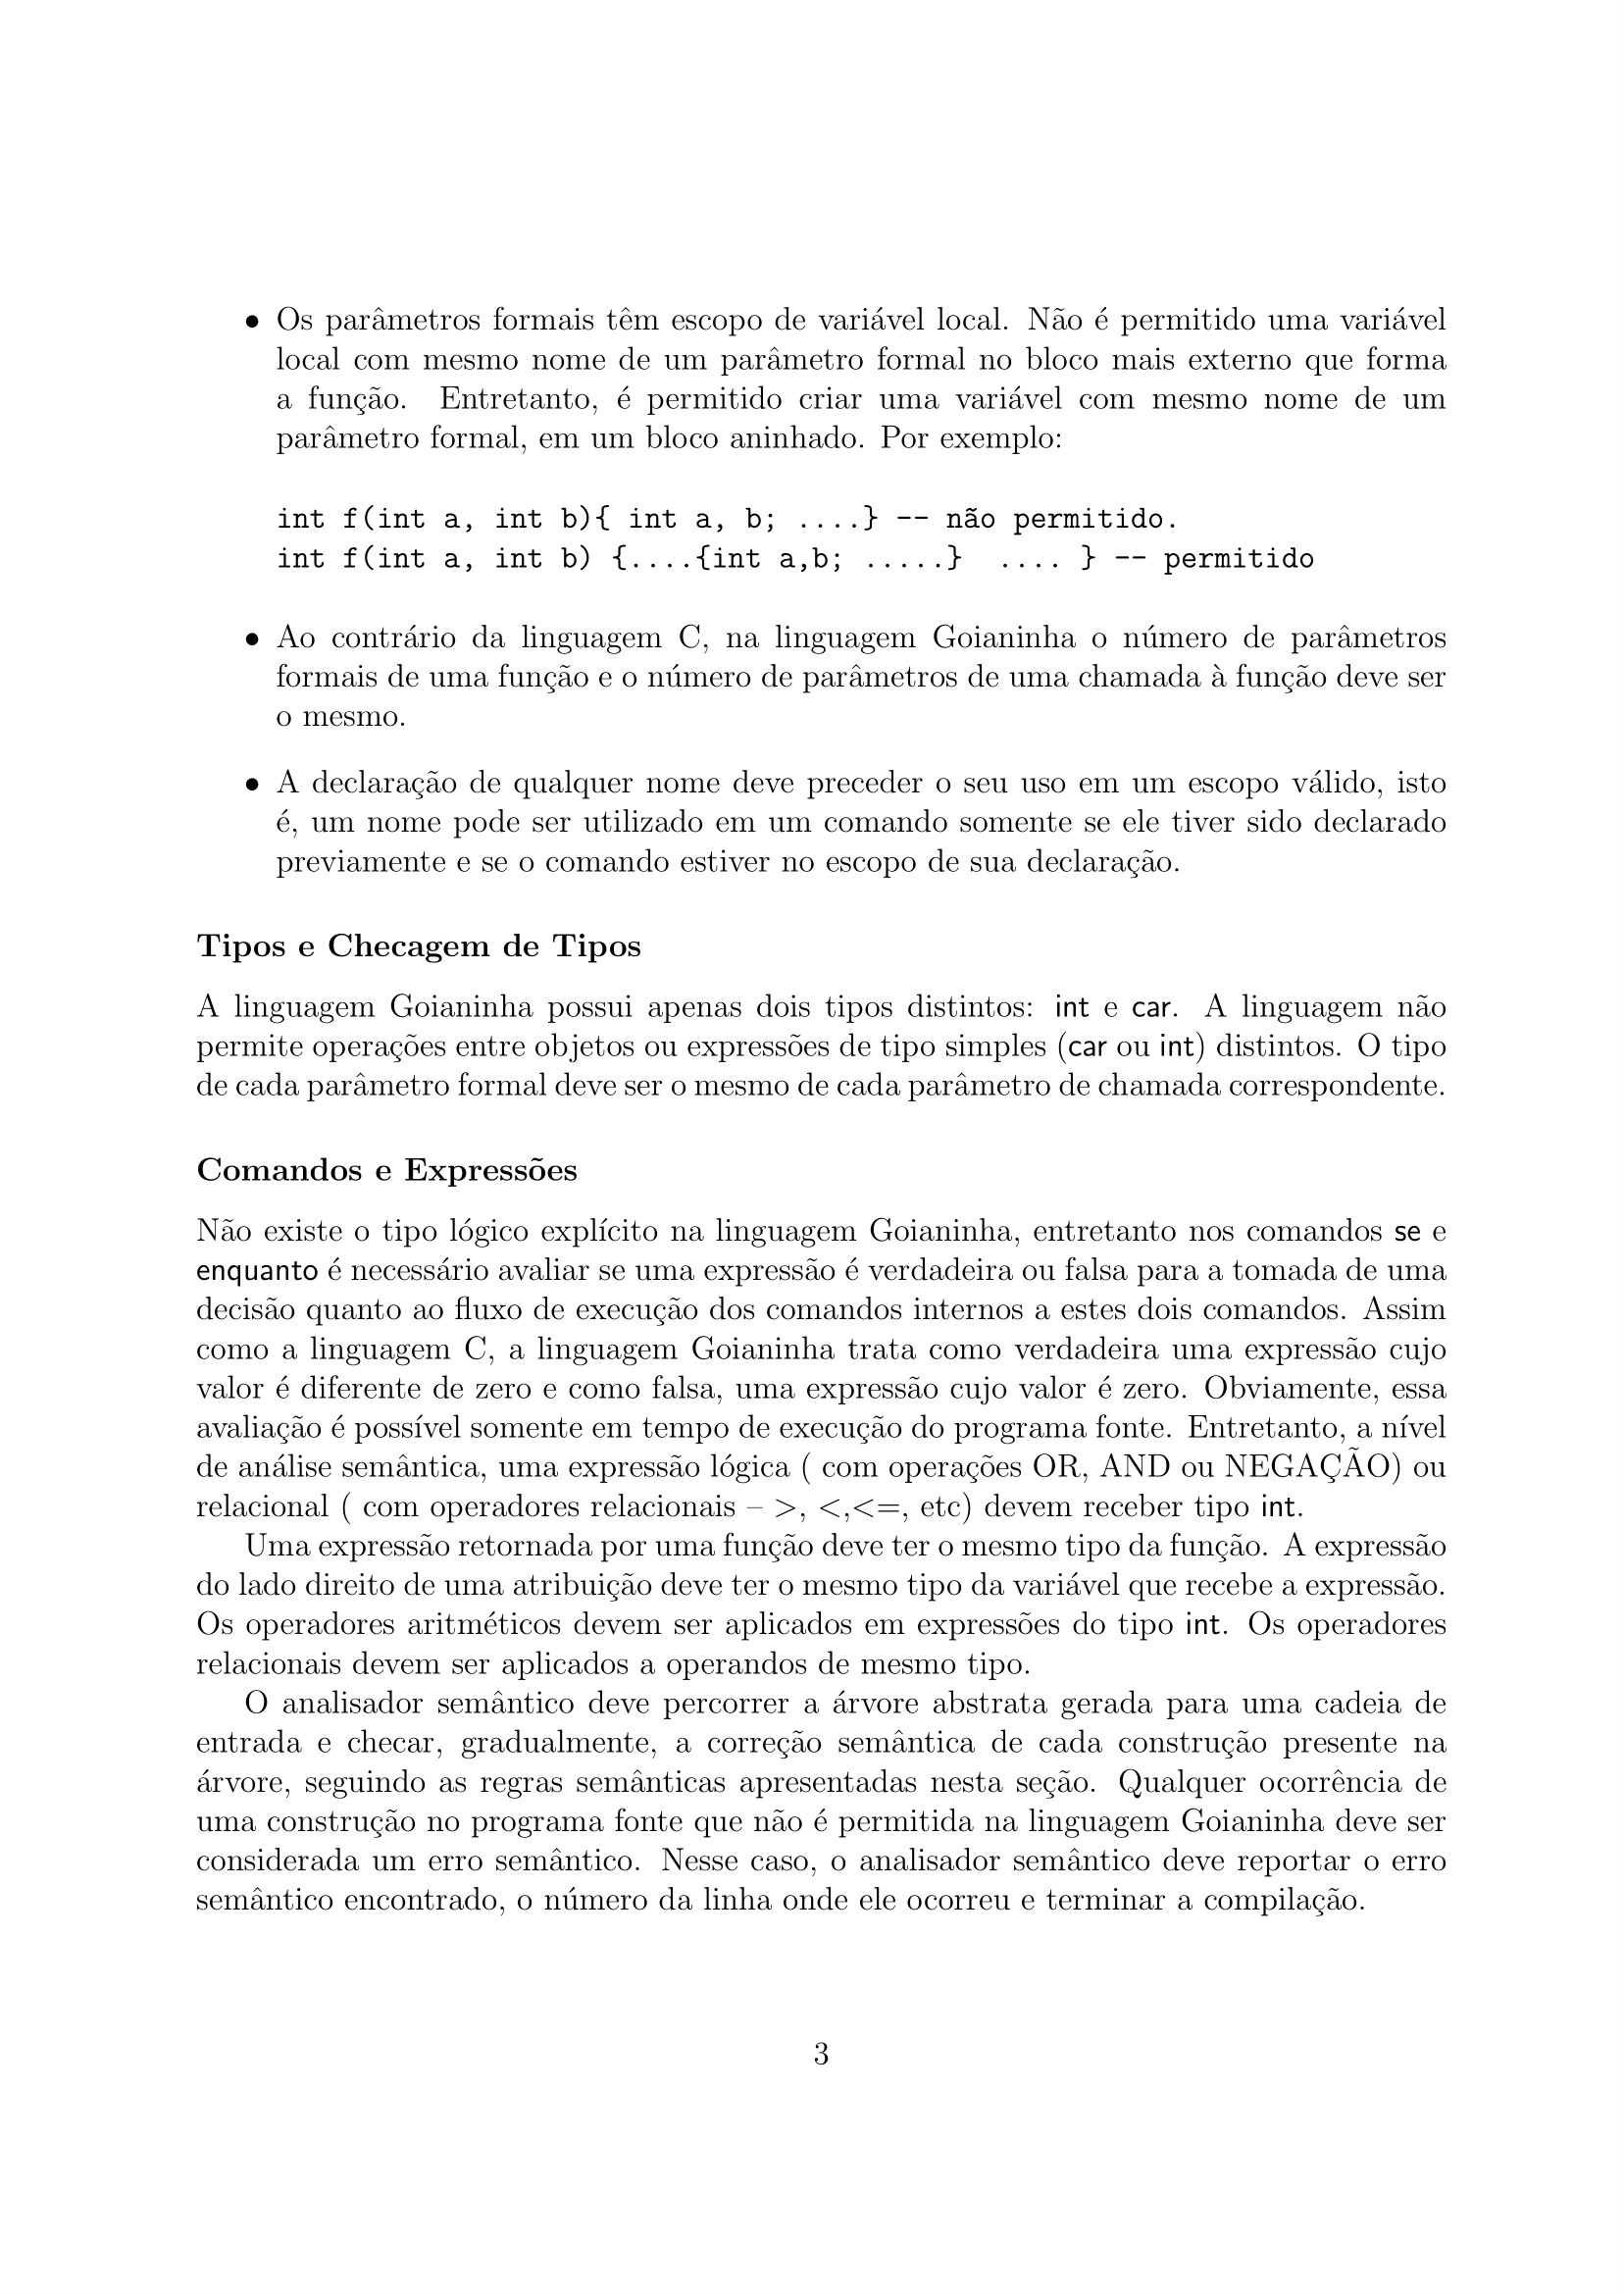 • Os parâmetros formais têm escopo de variável local. Não é permitido uma variável
local com mesmo nome de um parâmetro formal no bloco mais externo que forma
a função. Entretanto, é permitido criar uma variável com mesmo nome de um
parâmetro formal, em um bloco aninhado. Por exemplo:
int f(int a, int b){ int a, b; ....} -- não permitido.
int f(int a, int b) {....{int a,b; .....}  .... } -- permitido
• Ao contrário da linguagem C, na linguagem Goianinha o número de parâmetros
formais de uma função e o número de parâmetros de uma chamada à função deve ser
o mesmo.
• A declaração de qualquer nome deve preceder o seu uso em um escopo válido, isto
é, um nome pode ser utilizado em um comando somente se ele tiver sido declarado
previamente e se o comando estiver no escopo de sua declaração.
Tipos e Checagem de Tipos
A linguagem Goianinha possui apenas dois tipos distintos: int e car. A linguagem não
permite operações entre objetos ou expressões de tipo simples (car ou int) distintos. O tipo
de cada parâmetro formal deve ser o mesmo de cada parâmetro de chamada correspondente.
Comandos e Expressões
Não existe o tipo lógico explícito na linguagem Goianinha, entretanto nos comandos se e
enquanto é necessário avaliar se uma expressão é verdadeira ou falsa para a tomada de uma
decisão quanto ao fluxo de execução dos comandos internos a estes dois comandos. Assim
como a linguagem C, a linguagem Goianinha trata como verdadeira uma expressão cujo
valor é diferente de zero e como falsa, uma expressão cujo valor é zero. Obviamente, essa
avaliação é possível somente em tempo de execução do programa fonte. Entretanto, a nível
de análise semântica, uma expressão lógica ( com operações OR, AND ou NEGAÇÃO) ou
relacional ( com operadores relacionais – >, <,<=, etc) devem receber tipo int.
Uma expressão retornada por uma função deve ter o mesmo tipo da função. A expressão
do lado direito de uma atribuição deve ter o mesmo tipo da variável que recebe a expressão.
Os operadores aritméticos devem ser aplicados em expressões do tipo int. Os operadores
relacionais devem ser aplicados a operandos de mesmo tipo.
O analisador semântico deve percorrer a árvore abstrata gerada para uma cadeia de
entrada e checar, gradualmente, a correção semântica de cada construção presente na
árvore, seguindo as regras semânticas apresentadas nesta seção. Qualquer ocorrência de
uma construção no programa fonte que não é permitida na linguagem Goianinha deve ser
considerada um erro semântico. Nesse caso, o analisador semântico deve reportar o erro
semântico encontrado, o número da linha onde ele ocorreu e terminar a compilação.
3